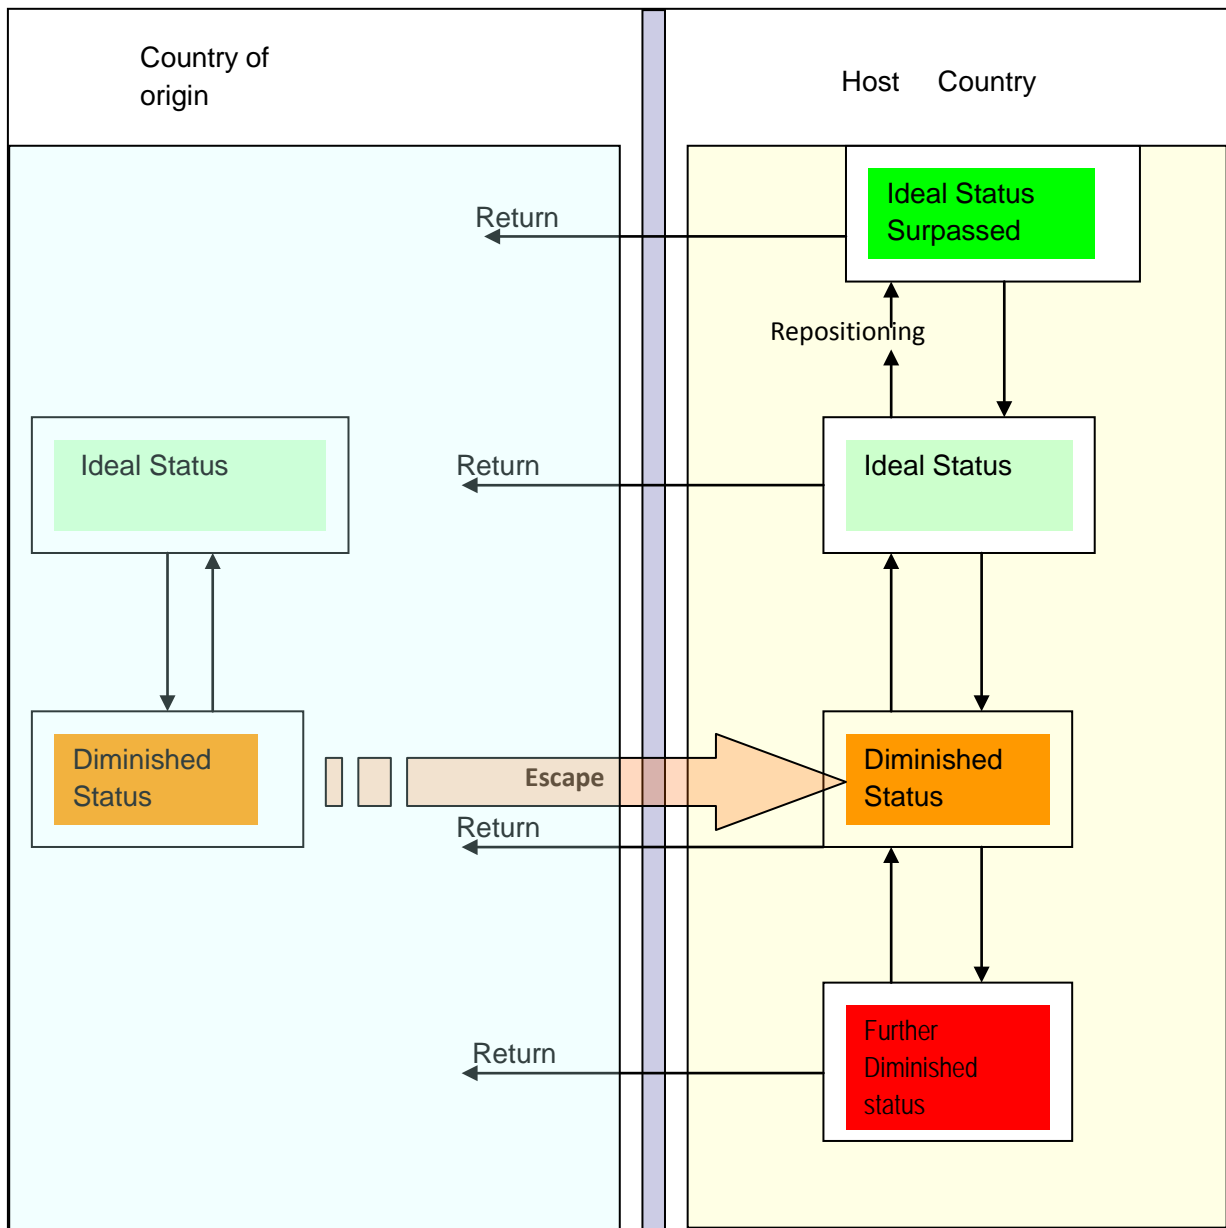 Country of
origin
Host Country
Ideal Status
Surpassed
Return
Repositioning
Ideal Status
Return
Ideal Status
Diminished
Status
Escape
Diminished
Status
Return
Further
Diminished
status
Return